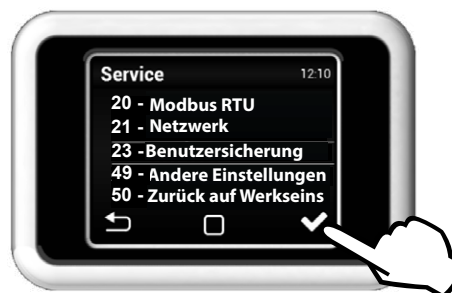 Service 12:10
20 - Modbus RTU
21 - Netzwerk
23 -Benutzersicherung
49 - Andere Einstellungen
50 - Zurück auf Werkseins